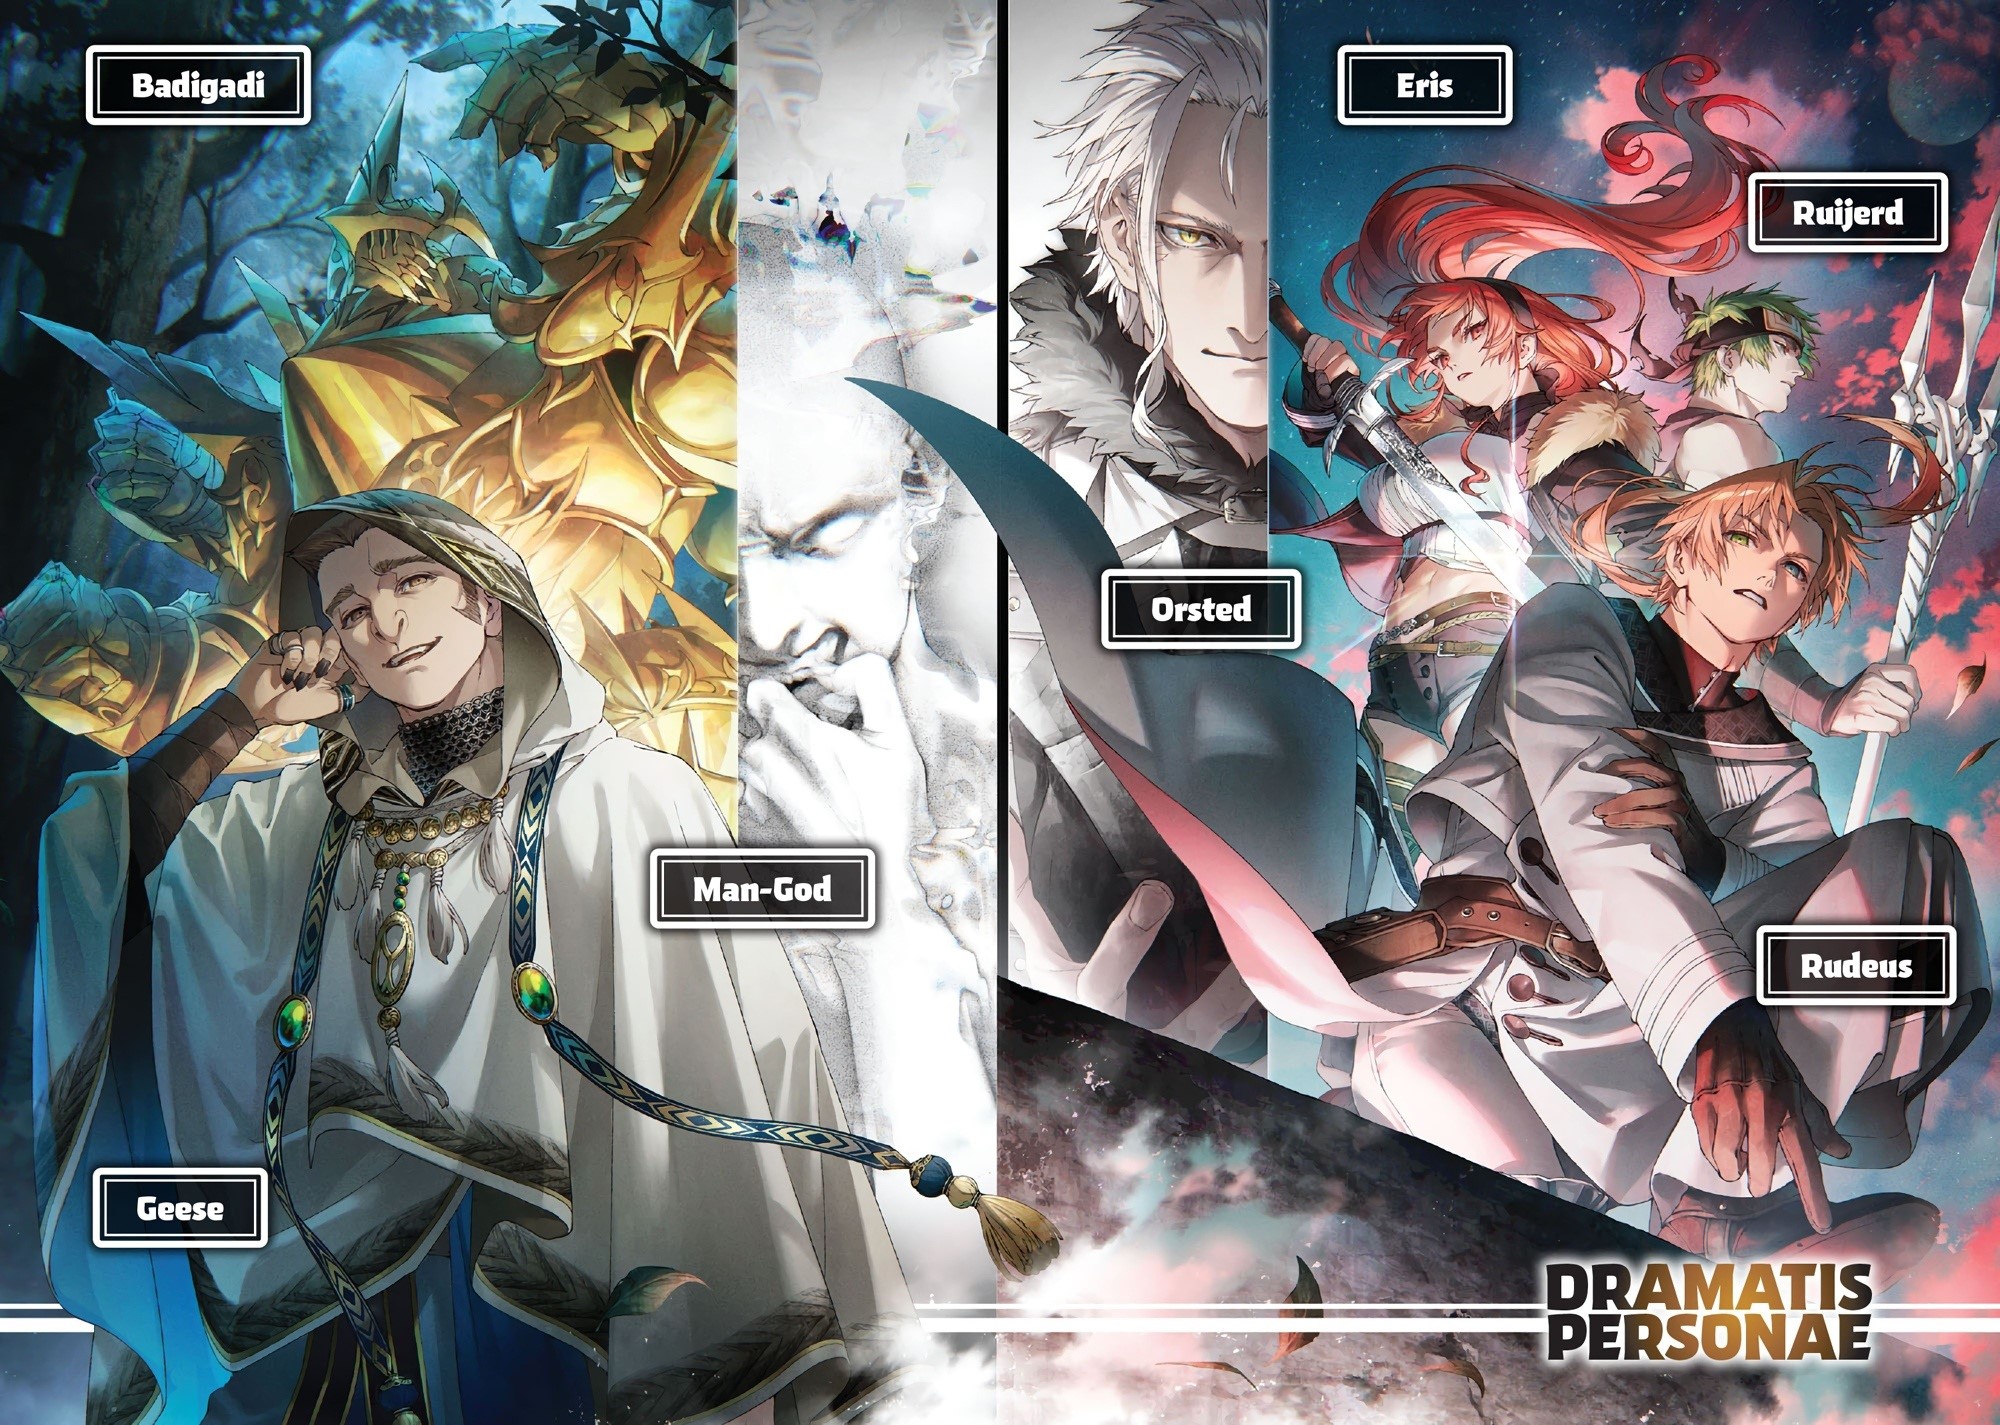 Badigadi
Eris
Ruijerd
Orsted
Man-God
Rudeus
Geese
DRAMATIS
PERSONAE